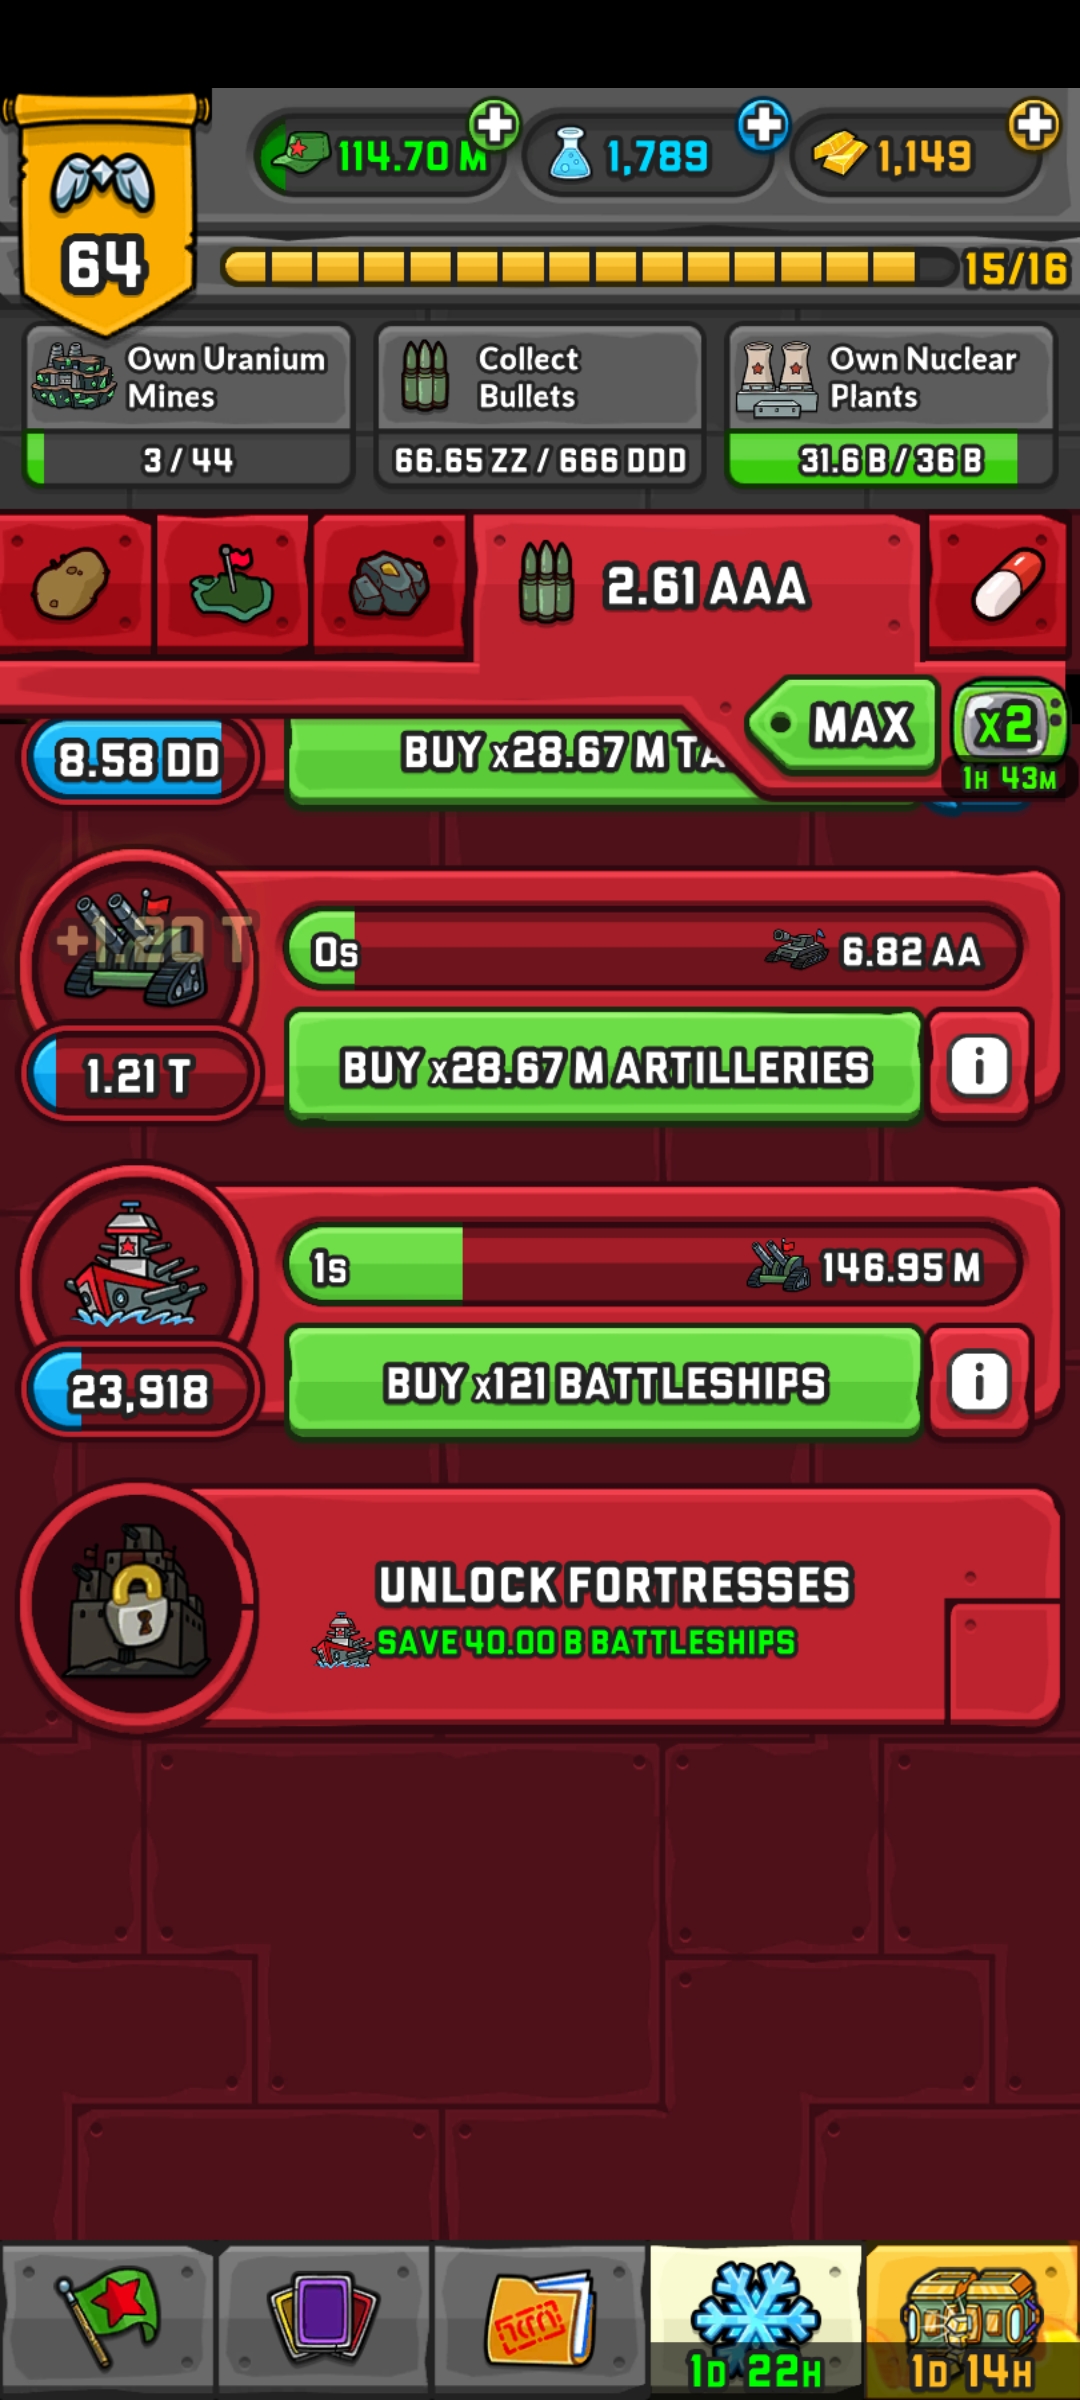 114.70 M
1,789
1,149
64
15/16
Own Uranium
Mines
3 / 44
Collect
Bullets
66.65 ZZ / 666 DDD
Own Nuclear
Plants
31.6 B / 36 B
2.61 AAA
MAX
x2
1H 43M
8.58 DD
BUY x28.67 M TA
+1.20 T
0s
6.82 AA
1.21 T
BUY x28.67 M ARTILLERIES
i
1s
146.95 M
23,918
BUY x121 BATTLESHIPS
i
UNLOCK FORTRESSES
SAVE 40.00 B BATTLESHIPS
1D 22H
1D 14H